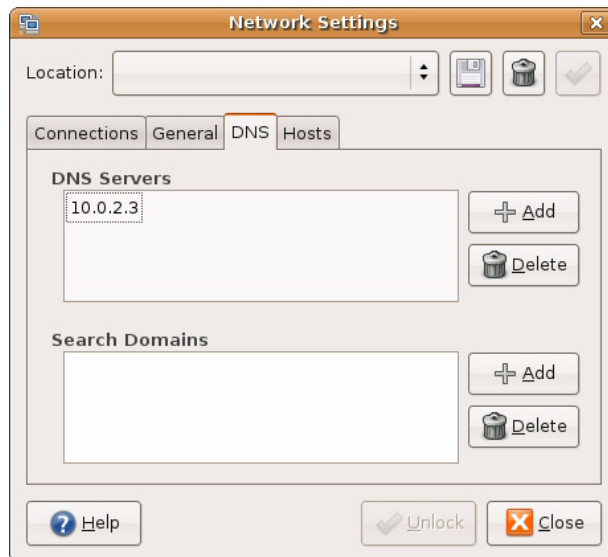 Network Settings
Location:
Connections General DNS Hosts
DNS Servers
10.0.2.3
Add
Delete
Search Domains
Add
Delete
Help Unlock Close